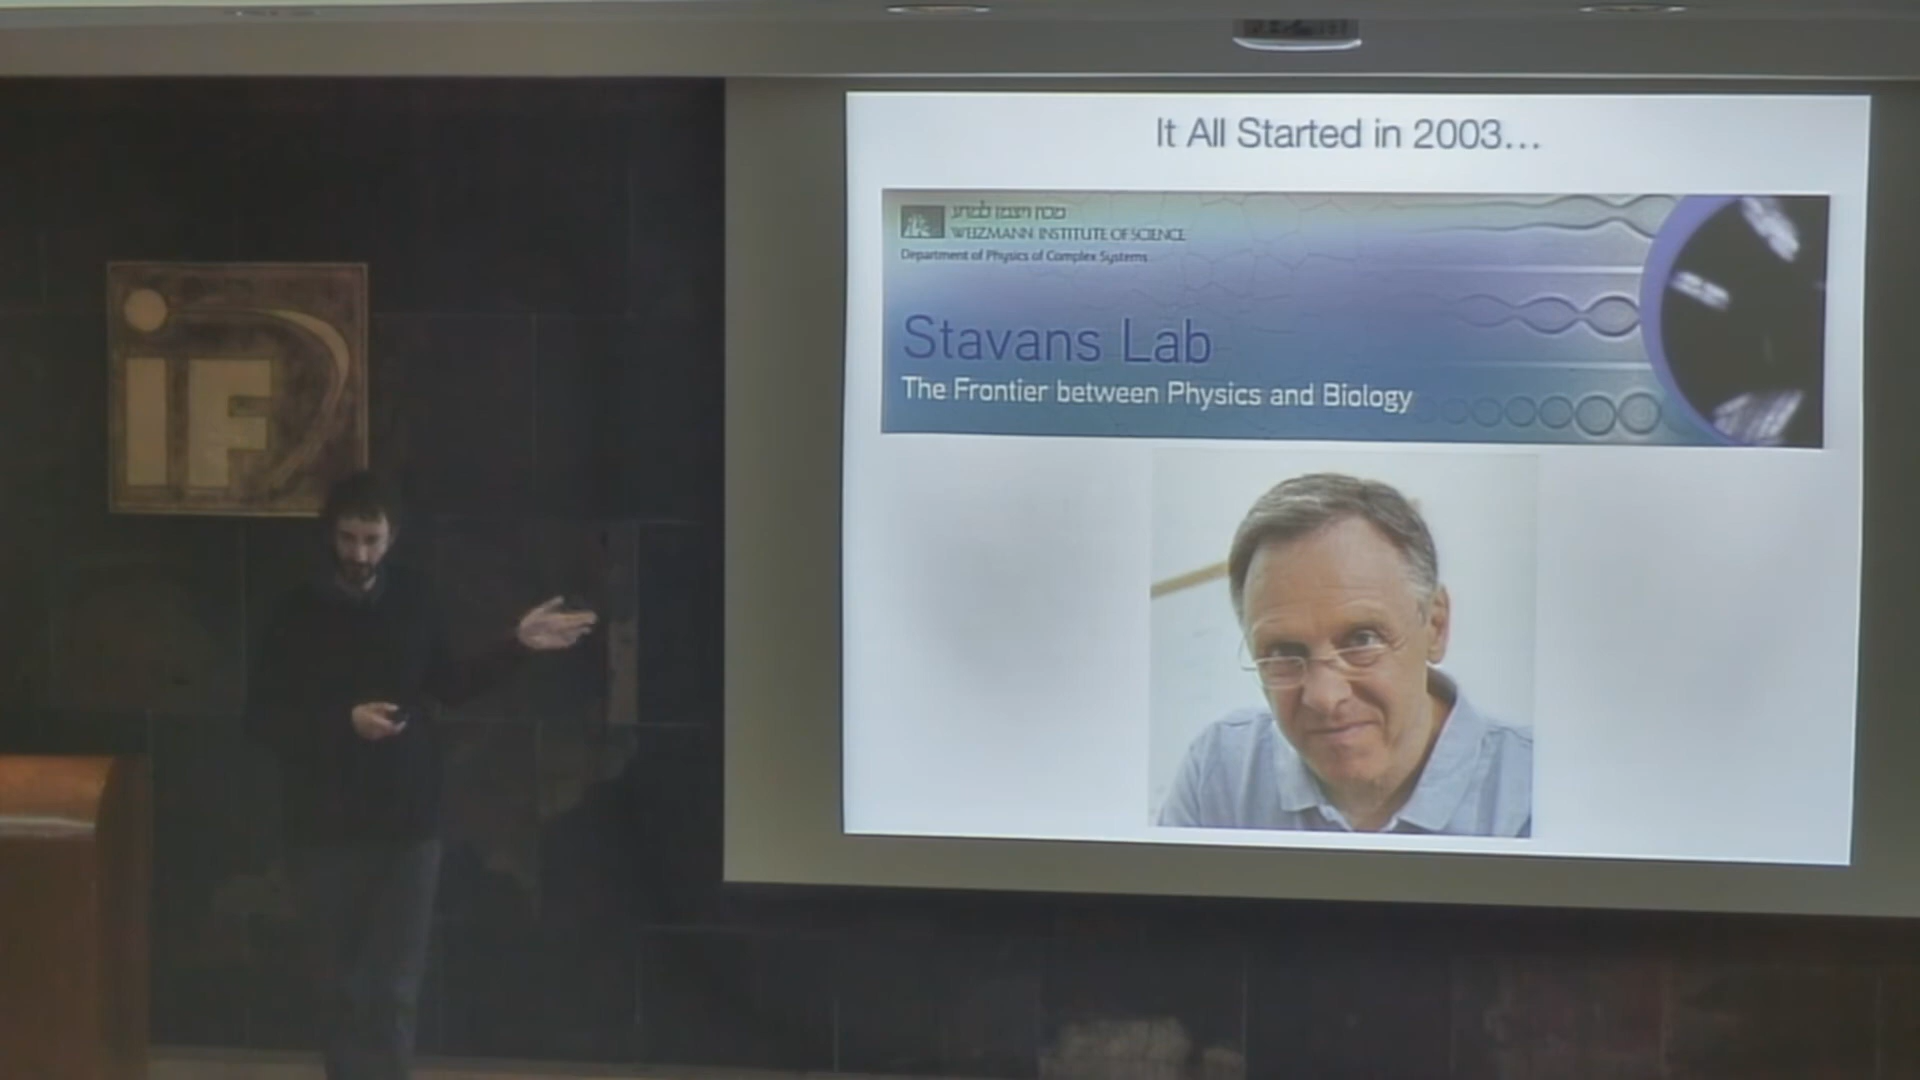 It All Started in 2003...
מכון ויצמן למדע
WEIZMANN INSTITUTE OF SCIENCE
Department of Physics of Complex Systems
Stavans Lab
The Frontier between Physics and Biology
iF